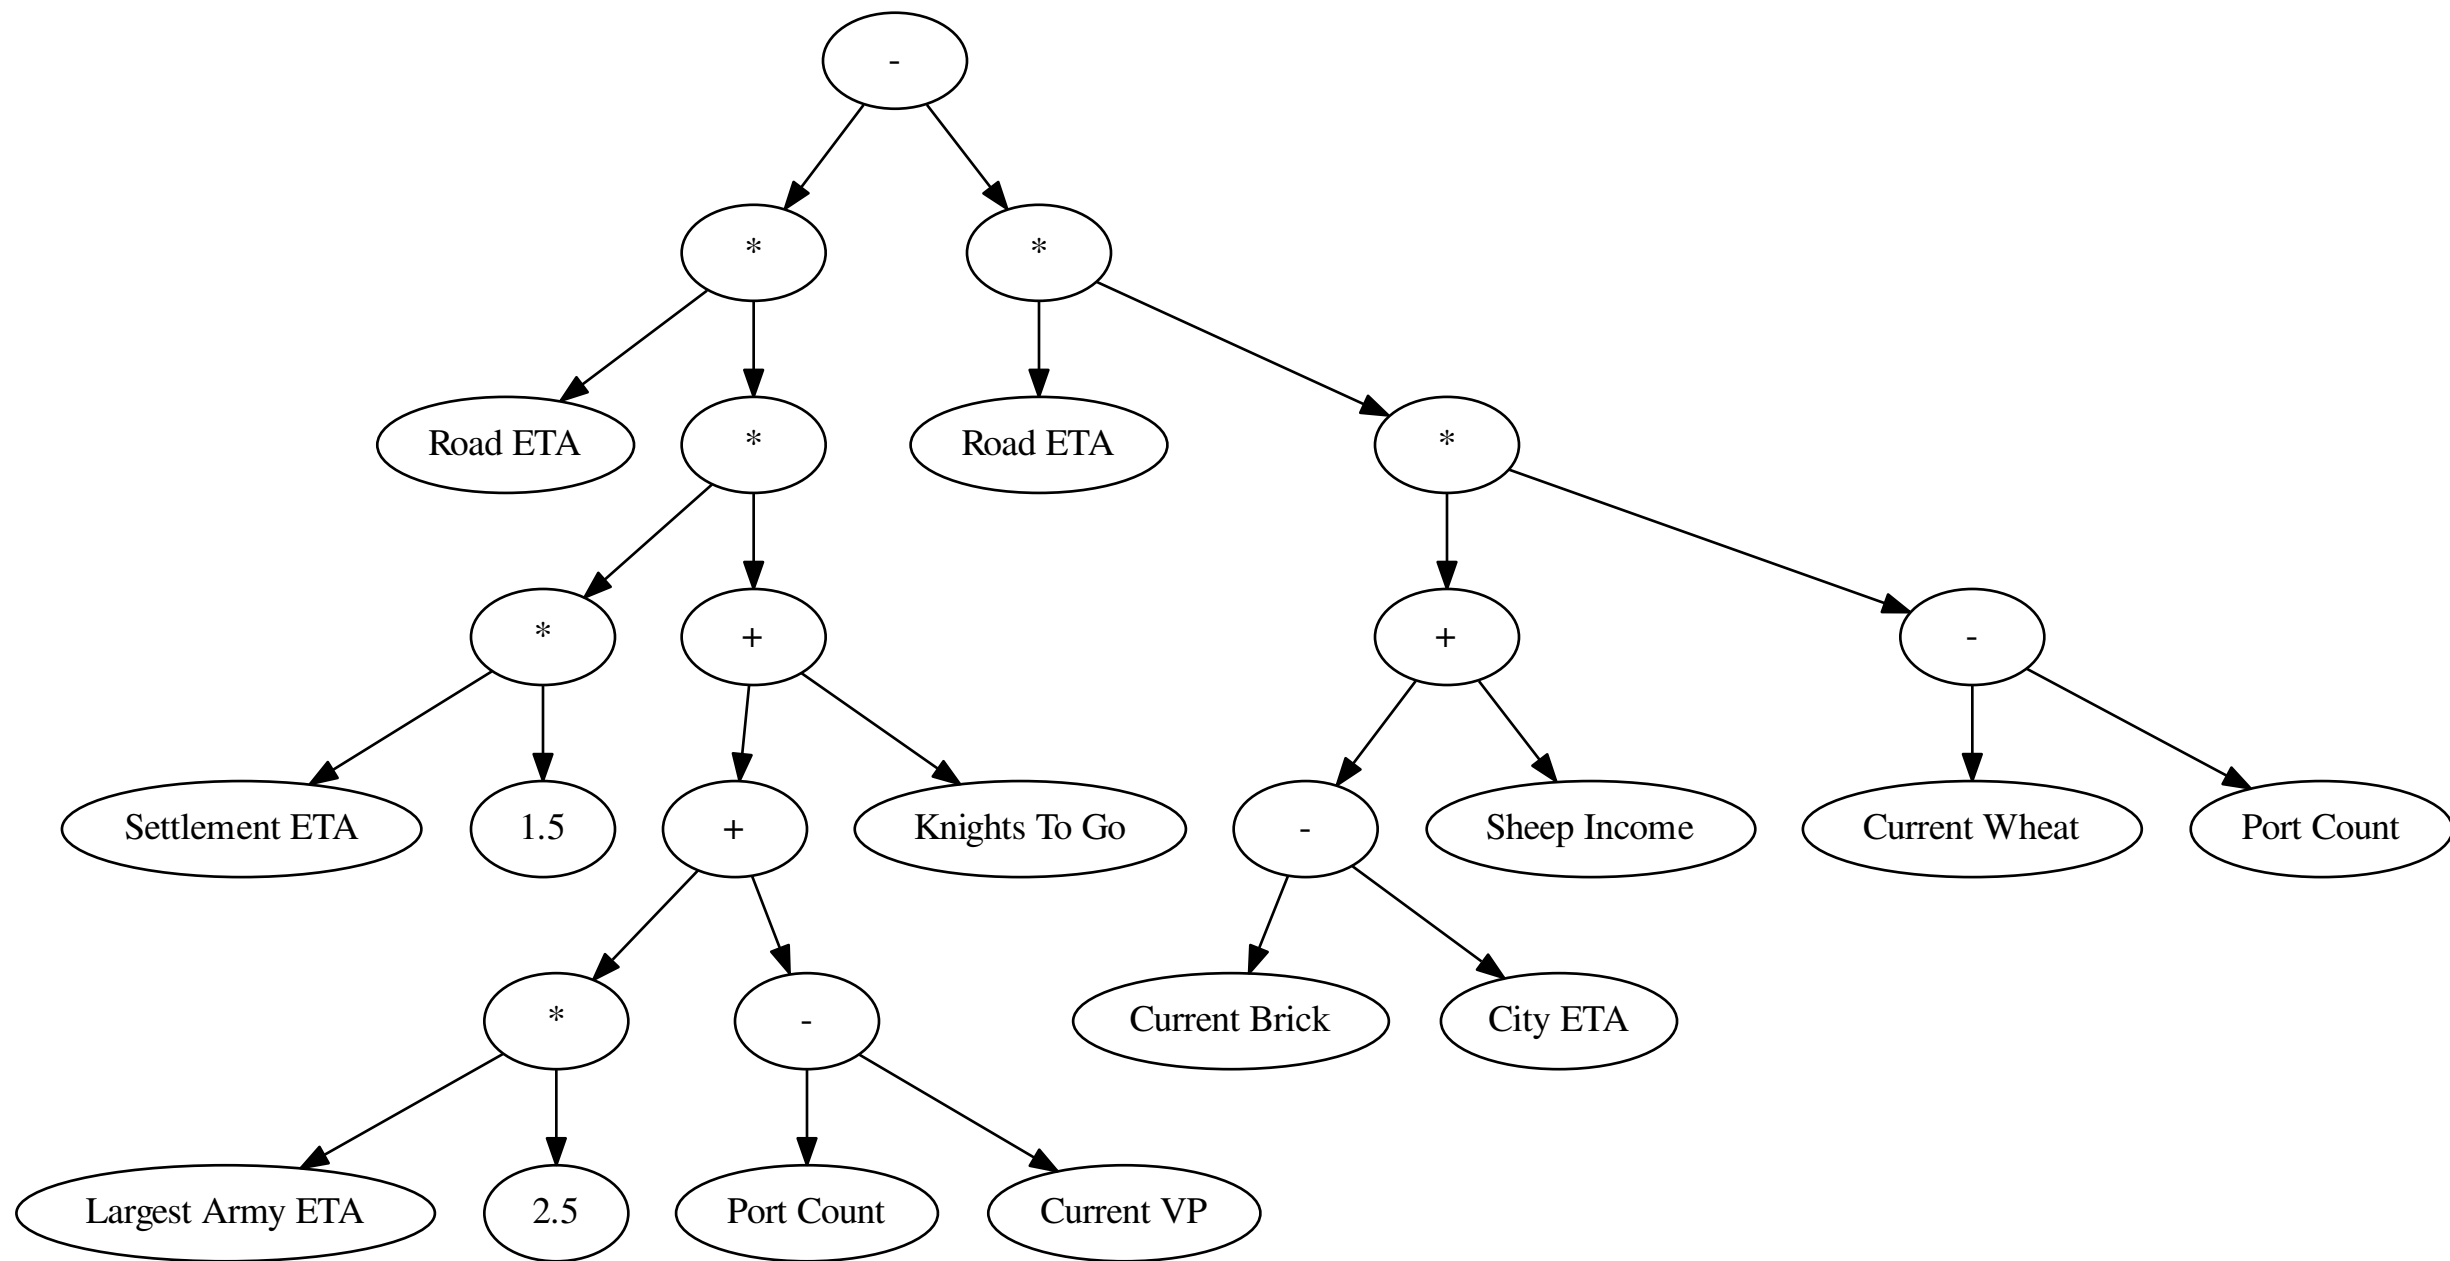 -
*
*
Road ETA
*
Road ETA
*
*
+
+
-
Settlement ETA
1.5
+
Knights To Go
-
Sheep Income
Current Wheat
Port Count
*
-
Current Brick
City ETA
Largest Army ETA
2.5
Port Count
Current VP